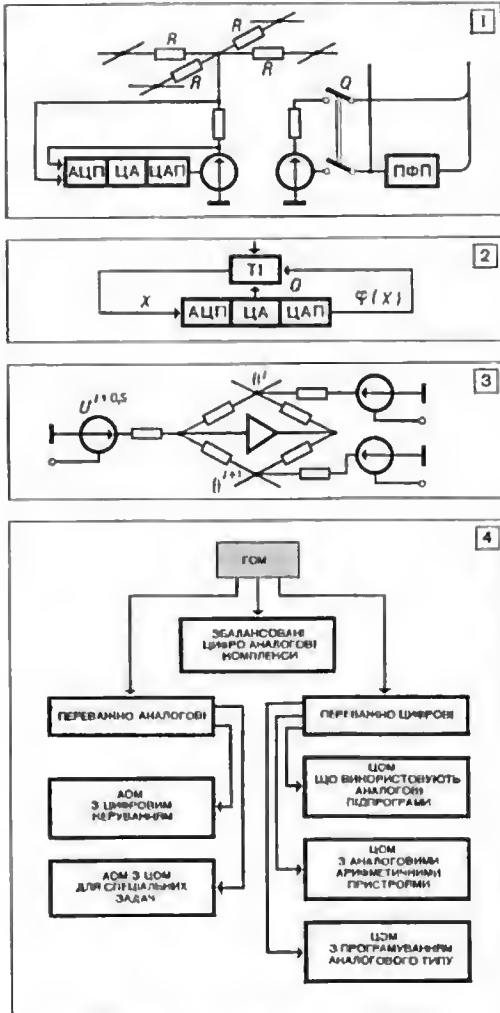 1
R
R
R
R
Q
АЦП ЦА ЦАП
ПФП
2
T1
Q
X
φ(X)
АЦП ЦА ЦАП
3
U
4
ГОМ
ЗБАЛАНСОВАНІ
ЦИФРО АНАЛОГОВІ
КОМПЛЕКСИ
ПЕРЕВАЖНО АНАЛОГОВІ
ПЕРЕВАЖНО ЦИФРОВІ
АОМ
З ЦИФРОВИМ
КЕРУВАННЯМ
ЦОМ
ЩО ВИКОРИСТОВУЮТЬ
АНАЛОГОВІ
ПІДПРОГРАМИ
АОМ З ЦОМ
ДЛЯ СПЕЦІАЛЬНИХ
ЗАДАЧ
ЦОМ
З АНАЛОГОВИМИ
АРИФМЕТИЧНИМИ
ПРИСТРОЯМИ
ЦОМ
З ПРОГРАМУВАННЯМ
АНАЛОГОВОГО ТИПУ